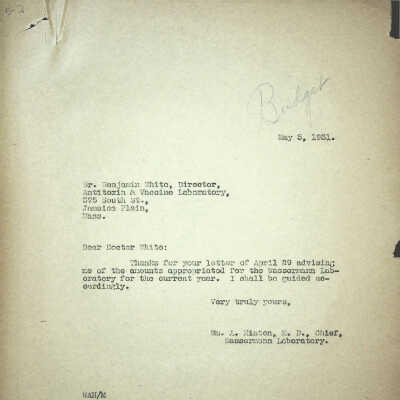 Budget
May 5, 1931.
Dr. Benjamin White, Director,
Antitoxin & Vaccine Laboratory,
375 South St.,
Jamaica Plain,
Mass.
Dear Doctor White:
Thanks for your letter of April 29 advising
me of the amounts appropriated for the Wassermann Lab-
oratory for the current year. I shall be guided ac-
cordingly.
Very truly yours,
Wm. A. Hinton, M. D., Chief,
Wassermann Laboratory.
WAH/M